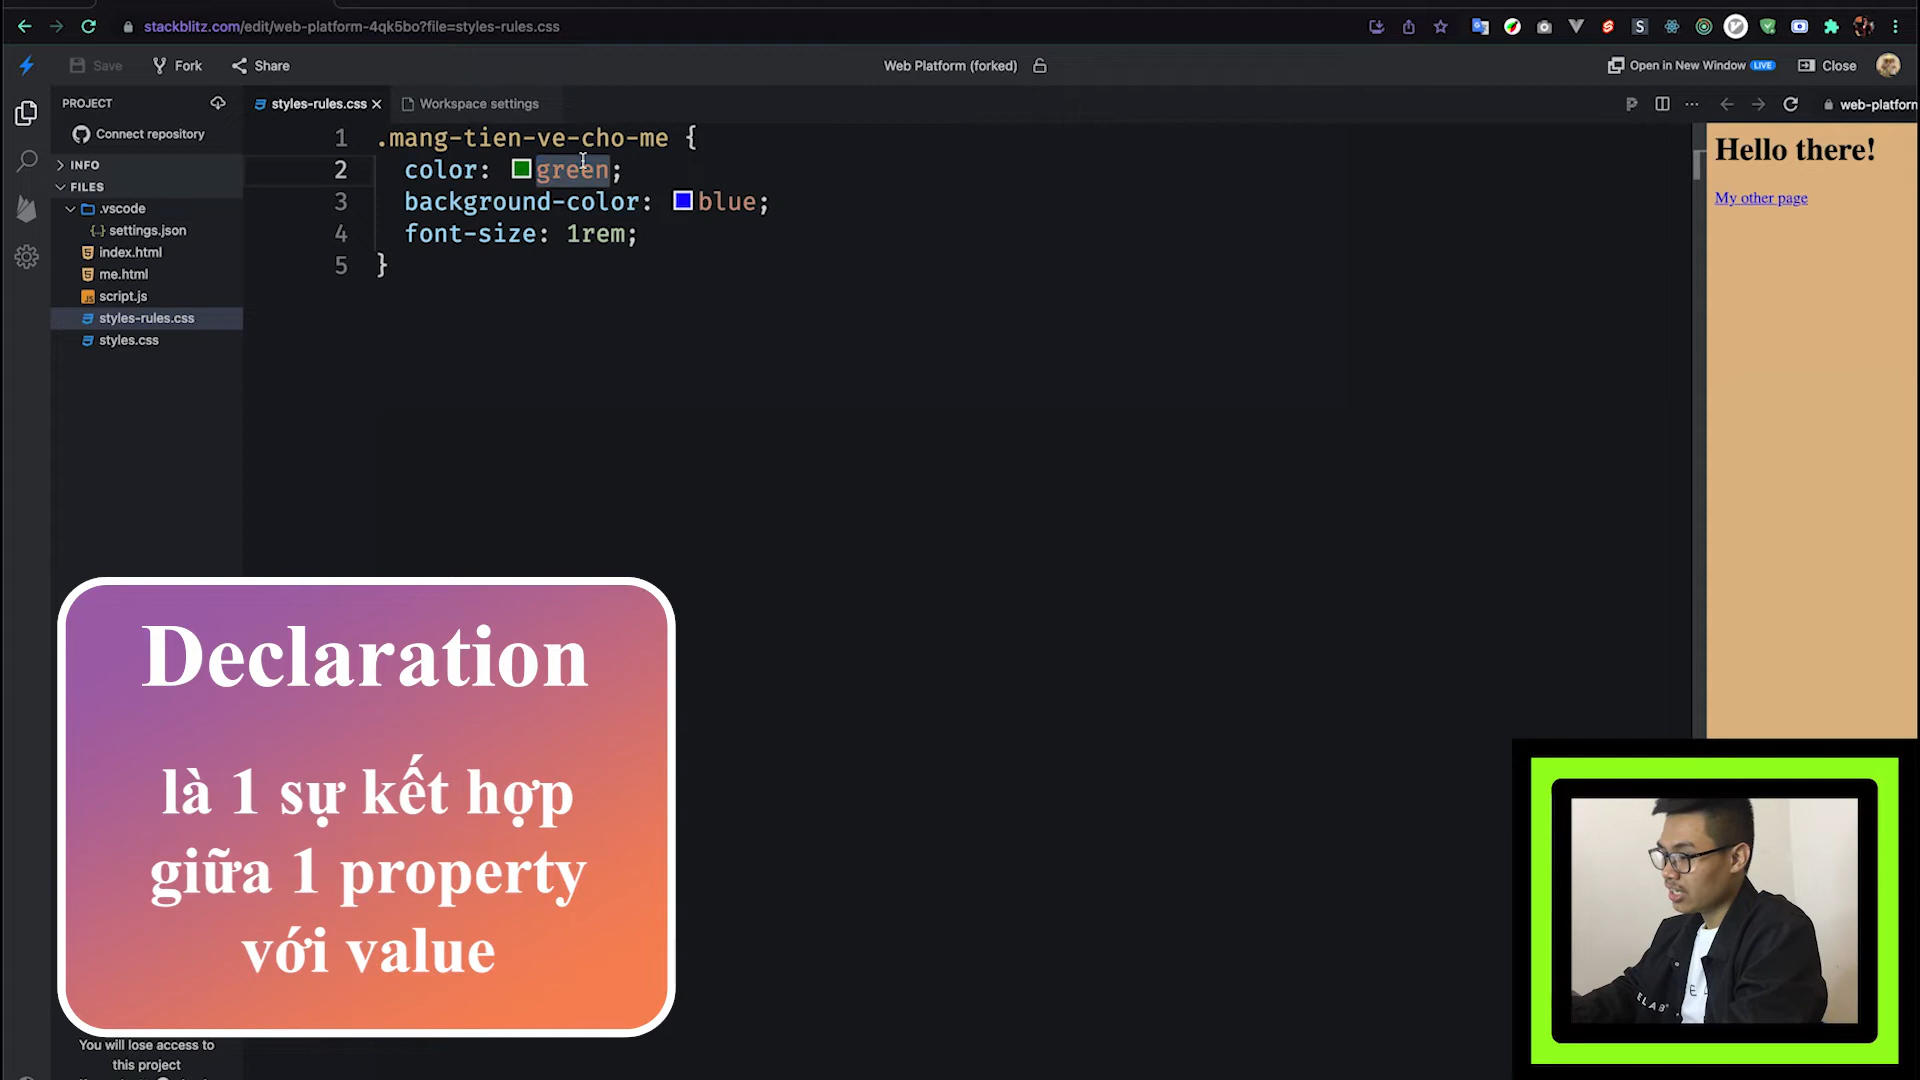 stackblitz.com/edit/web-platform-4qk5bo?file=styles-rules.css
Save
Fork
Share
Web Platform (forked)
Open in New Window LIVE
Close
PROJECT
Connect repository
INFO
FILES
.vscode
settings.json
index.html
me.html
script.js
styles-rules.css
styles.css
styles-rules.css
Workspace settings
1 .mang-tien-ve-cho-me {
2 color: green;
3 background-color: blue;
4 font-size: 1rem;
5 }
web-platform
Hello there!
My other page
Declaration
là 1 sự kết hợp
giữa 1 property
với value
You will lose access to
this project